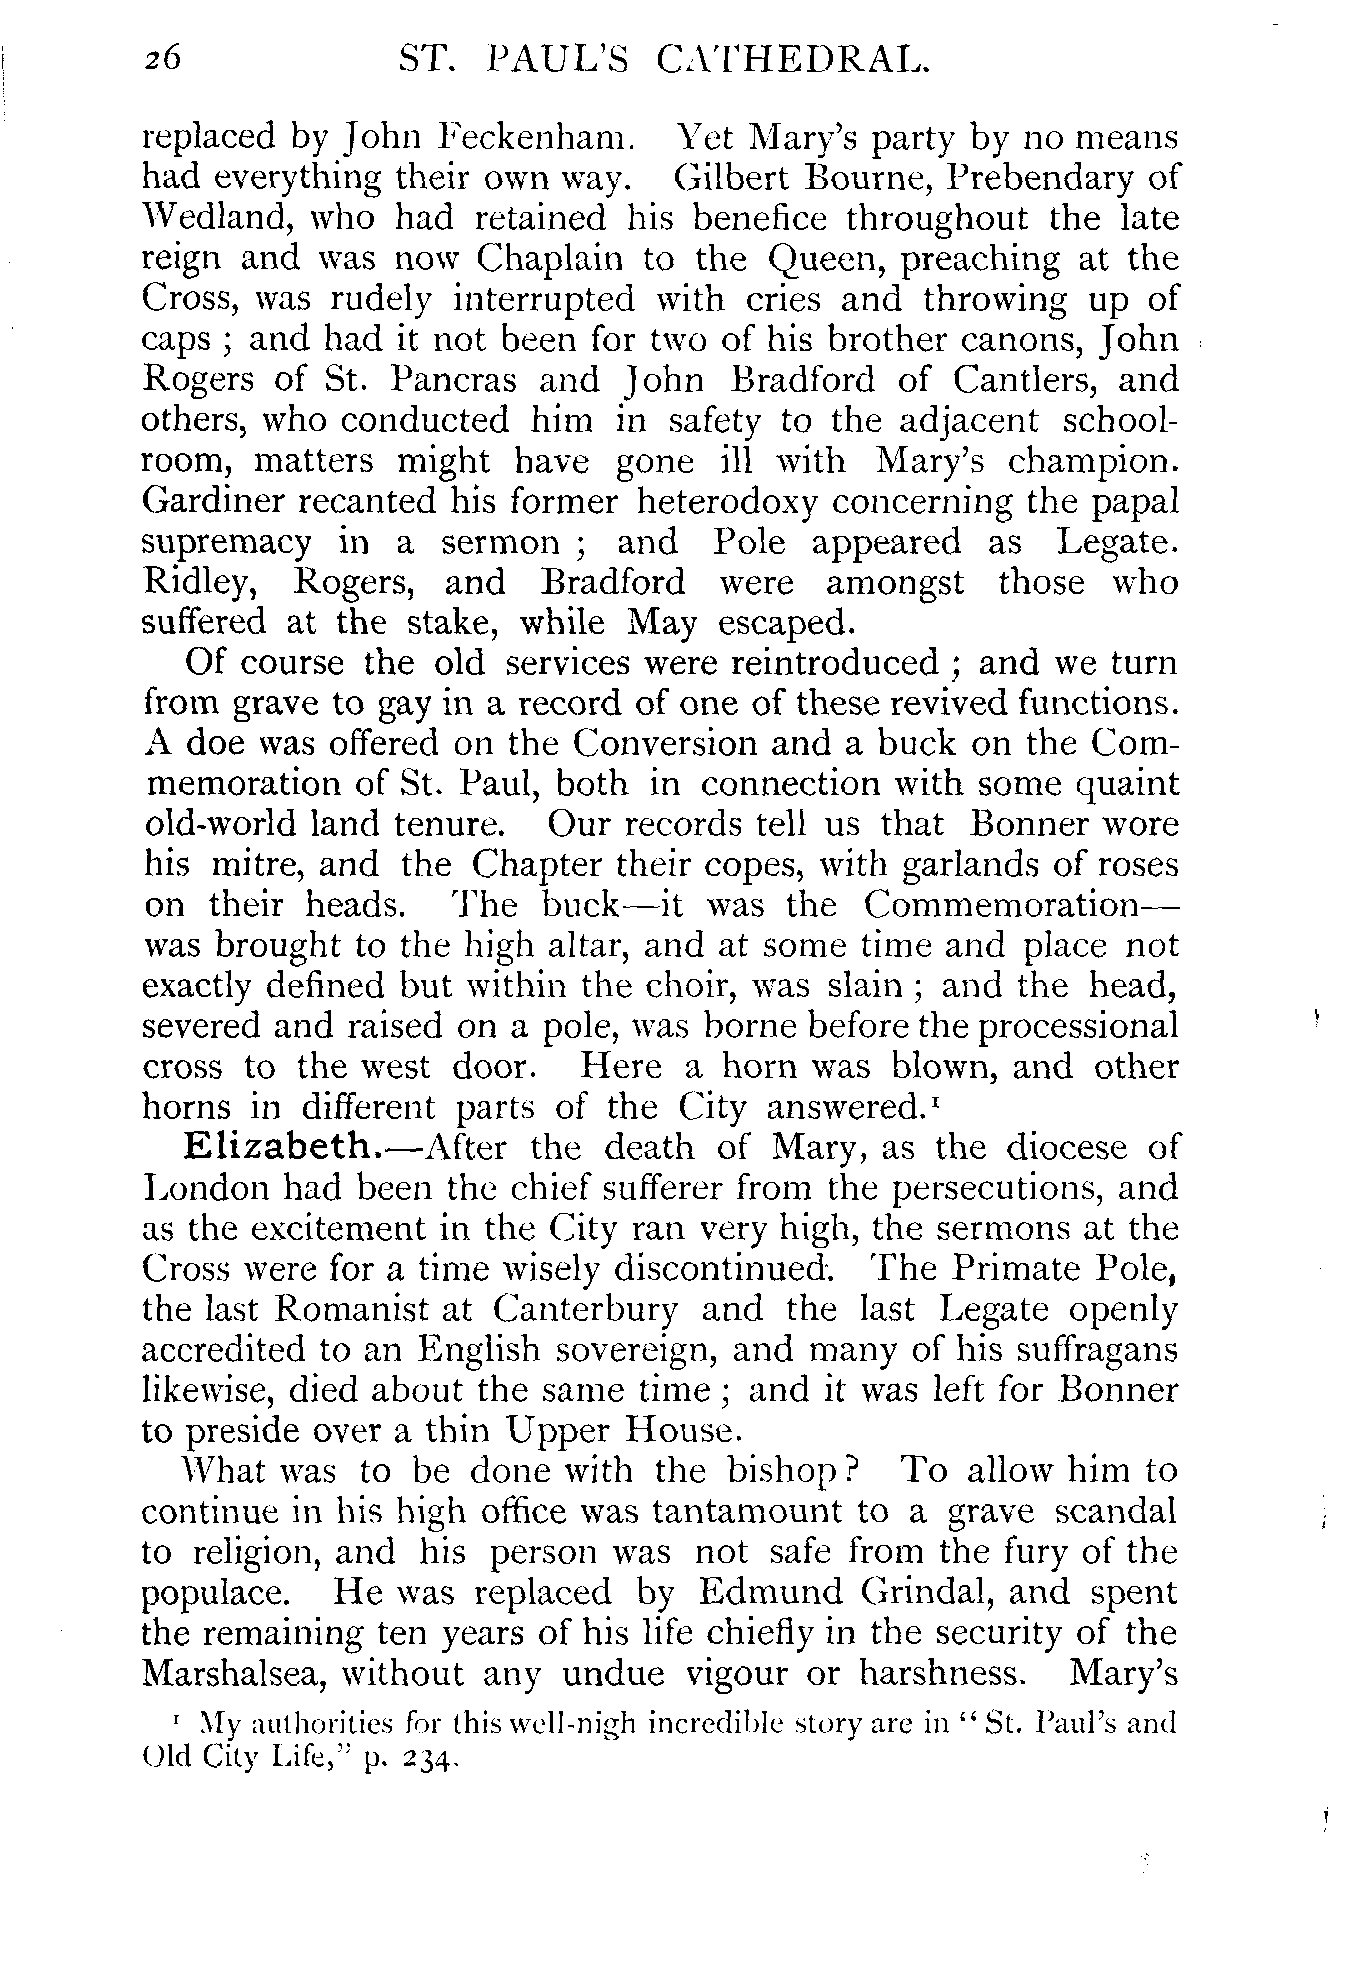 26 ST. PAUL'S CATHEDRAL.
replaced by John Feckenham. Yet Mary's party by no means
had everything their own way. Gilbert Bourne, Prebendary of
Wedland, who had retained his benefice throughout the late
reign and was now Chaplain to the Queen, preaching at the
Cross, was rudely interrupted with cries and throwing up of
caps ; and had it not been for two of his brother canons, John
Rogers of St. Pancras and John Bradford of Cantlers, and
others, who conducted him in safety to the adjacent school-
room, matters might have gone ill with Mary's champion.
Gardiner recanted his former heterodoxy concerning the papal
supremacy in a sermon ; and Pole appeared as Legate.
Ridley, Rogers, and Bradford were amongst those who
suffered at the stake, while May escaped.
Of course the old services were reintroduced ; and we turn
from grave to gay in a record of one of these revived functions.
A doe was offered on the Conversion and a buck on the Com-
memoration of St. Paul, both in connection with some quaint
old-world land tenure. Our records tell us that Bonner wore
his mitre, and the Chapter their copes, with garlands of roses
on their heads. The buck—it was the Commemoration—
was brought to the high altar, and at some time and place not
exactly defined but within the choir, was slain ; and the head,
severed and raised on a pole, was borne before the processional
cross to the west door. Here a horn was blown, and other
horns in different parts of the City answered.¹
Elizabeth.—After the death of Mary, as the diocese of
London had been the chief sufferer from the persecutions, and
as the excitement in the City ran very high, the sermons at the
Cross were for a time wisely discontinued. The Primate Pole,
the last Romanist at Canterbury and the last Legate openly
accredited to an English sovereign, and many of his suffragans
likewise, died about the same time ; and it was left for Bonner
to preside over a thin Upper House.
What was to be done with the bishop ? To allow him to
continue in his high office was tantamount to a grave scandal
to religion, and his person was not safe from the fury of the
populace. He was replaced by Edmund Grindal, and spent
the remaining ten years of his life chiefly in the security of the
Marshalsea, without any undue vigour or harshness. Mary's
¹ My authorities for this well-nigh incredible story are in "St. Paul's and
Old City Life," p. 234.